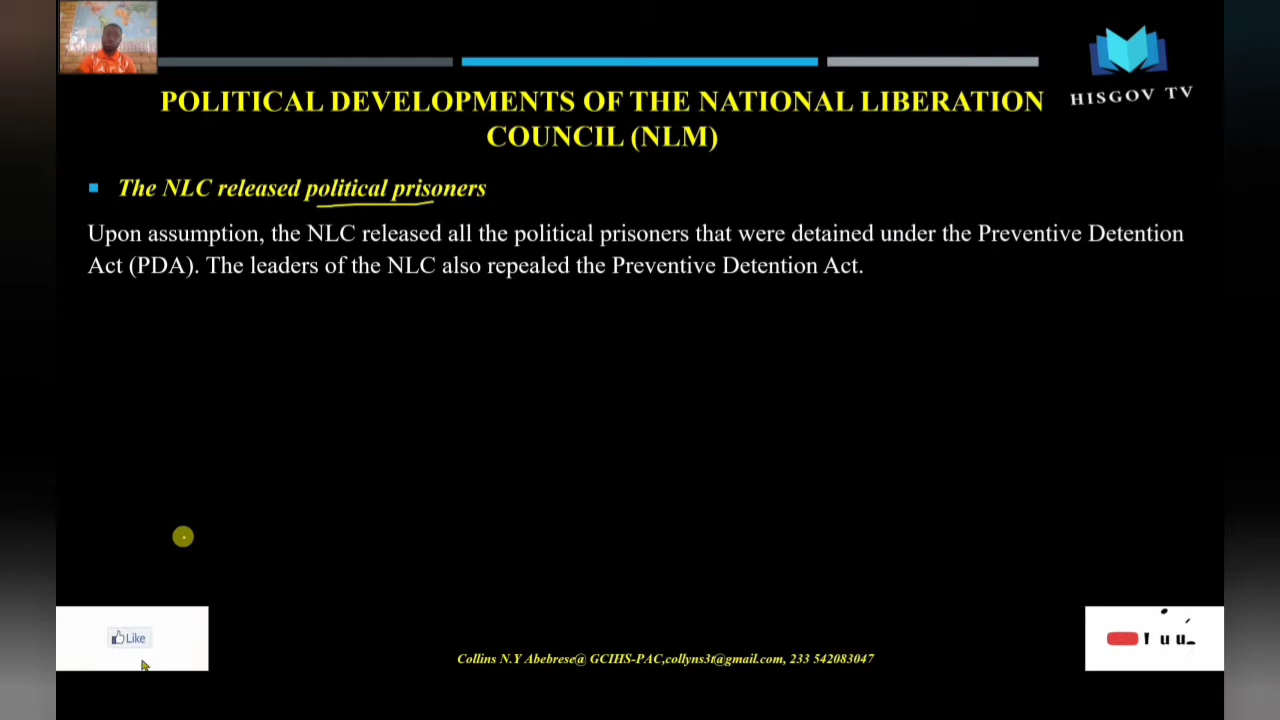 HISGOV TV
POLITICAL DEVELOPMENTS OF THE NATIONAL LIBERATION
COUNCIL (NLM)
The NLC released political prisoners
Upon assumption, the NLC released all the political prisoners that were detained under the Preventive Detention
Act (PDA). The leaders of the NLC also repealed the Preventive Detention Act.
Like
Collins N.Y Abebrese@ GCIHS-PAC,collyns3t@gmail.com, 233 542083047